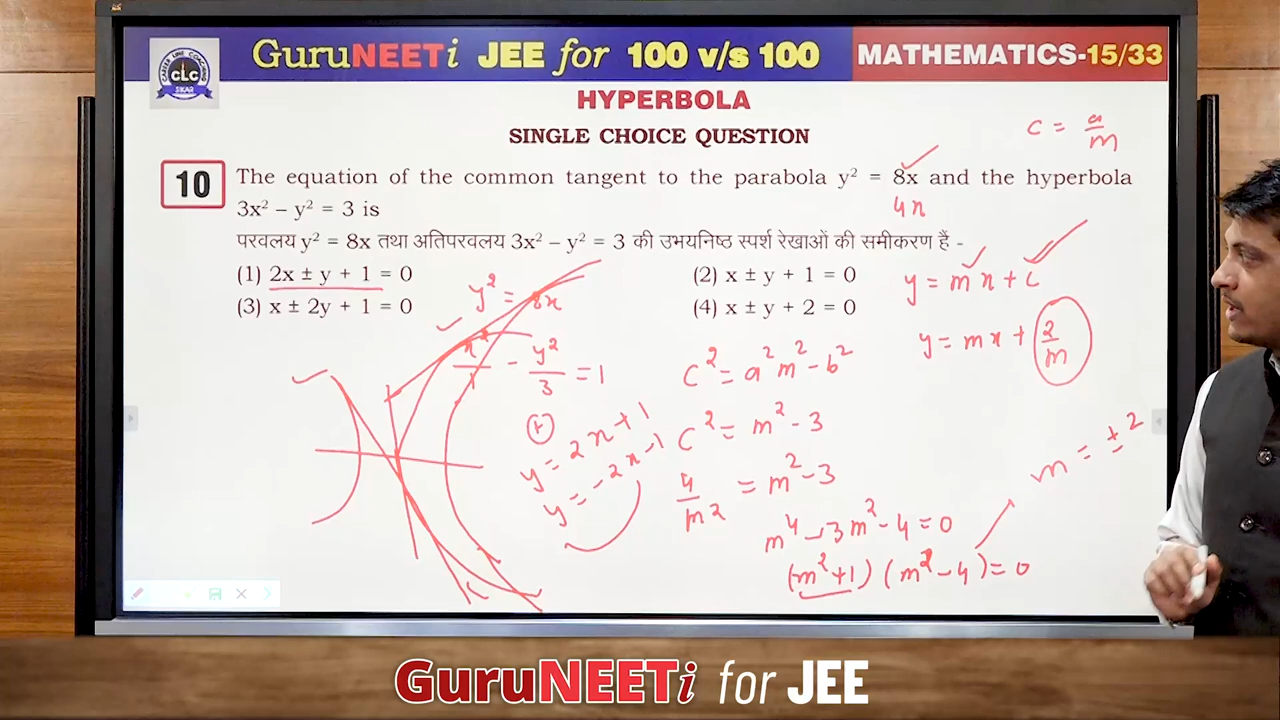 GuruNEETi JEE for 100 v/s 100
MATHEMATICS-15/33
CAREER LINE COACHING
CLC
SIKAR
HYPERBOLA
SINGLE CHOICE QUESTION
c = a/m
10 The equation of the common tangent to the parabola y² = 8x and the hyperbola
3x² – y² = 3 is
4x
परवलय y² = 8x तथा अतिपरवलय 3x² – y² = 3 की उभयनिष्ठ स्पर्श रेखाओं की समीकरण हैं -
(1) 2x ± y + 1 = 0
(2) x ± y + 1 = 0
(3) x ± 2y + 1 = 0
(4) x ± y + 2 = 0
y = mx + c
y² = 8x
y = mx + 2/m
x²/1 - y²/3 = 1
c² = a²m² - b²
y = 2x + 1
c² = m² - 3
y = -2x - 1
m = ± 2
4/m² = m² - 3
m⁴ - 3m² - 4 = 0
(m² + 1) (m² - 4) = 0
GuruNEETi for JEE